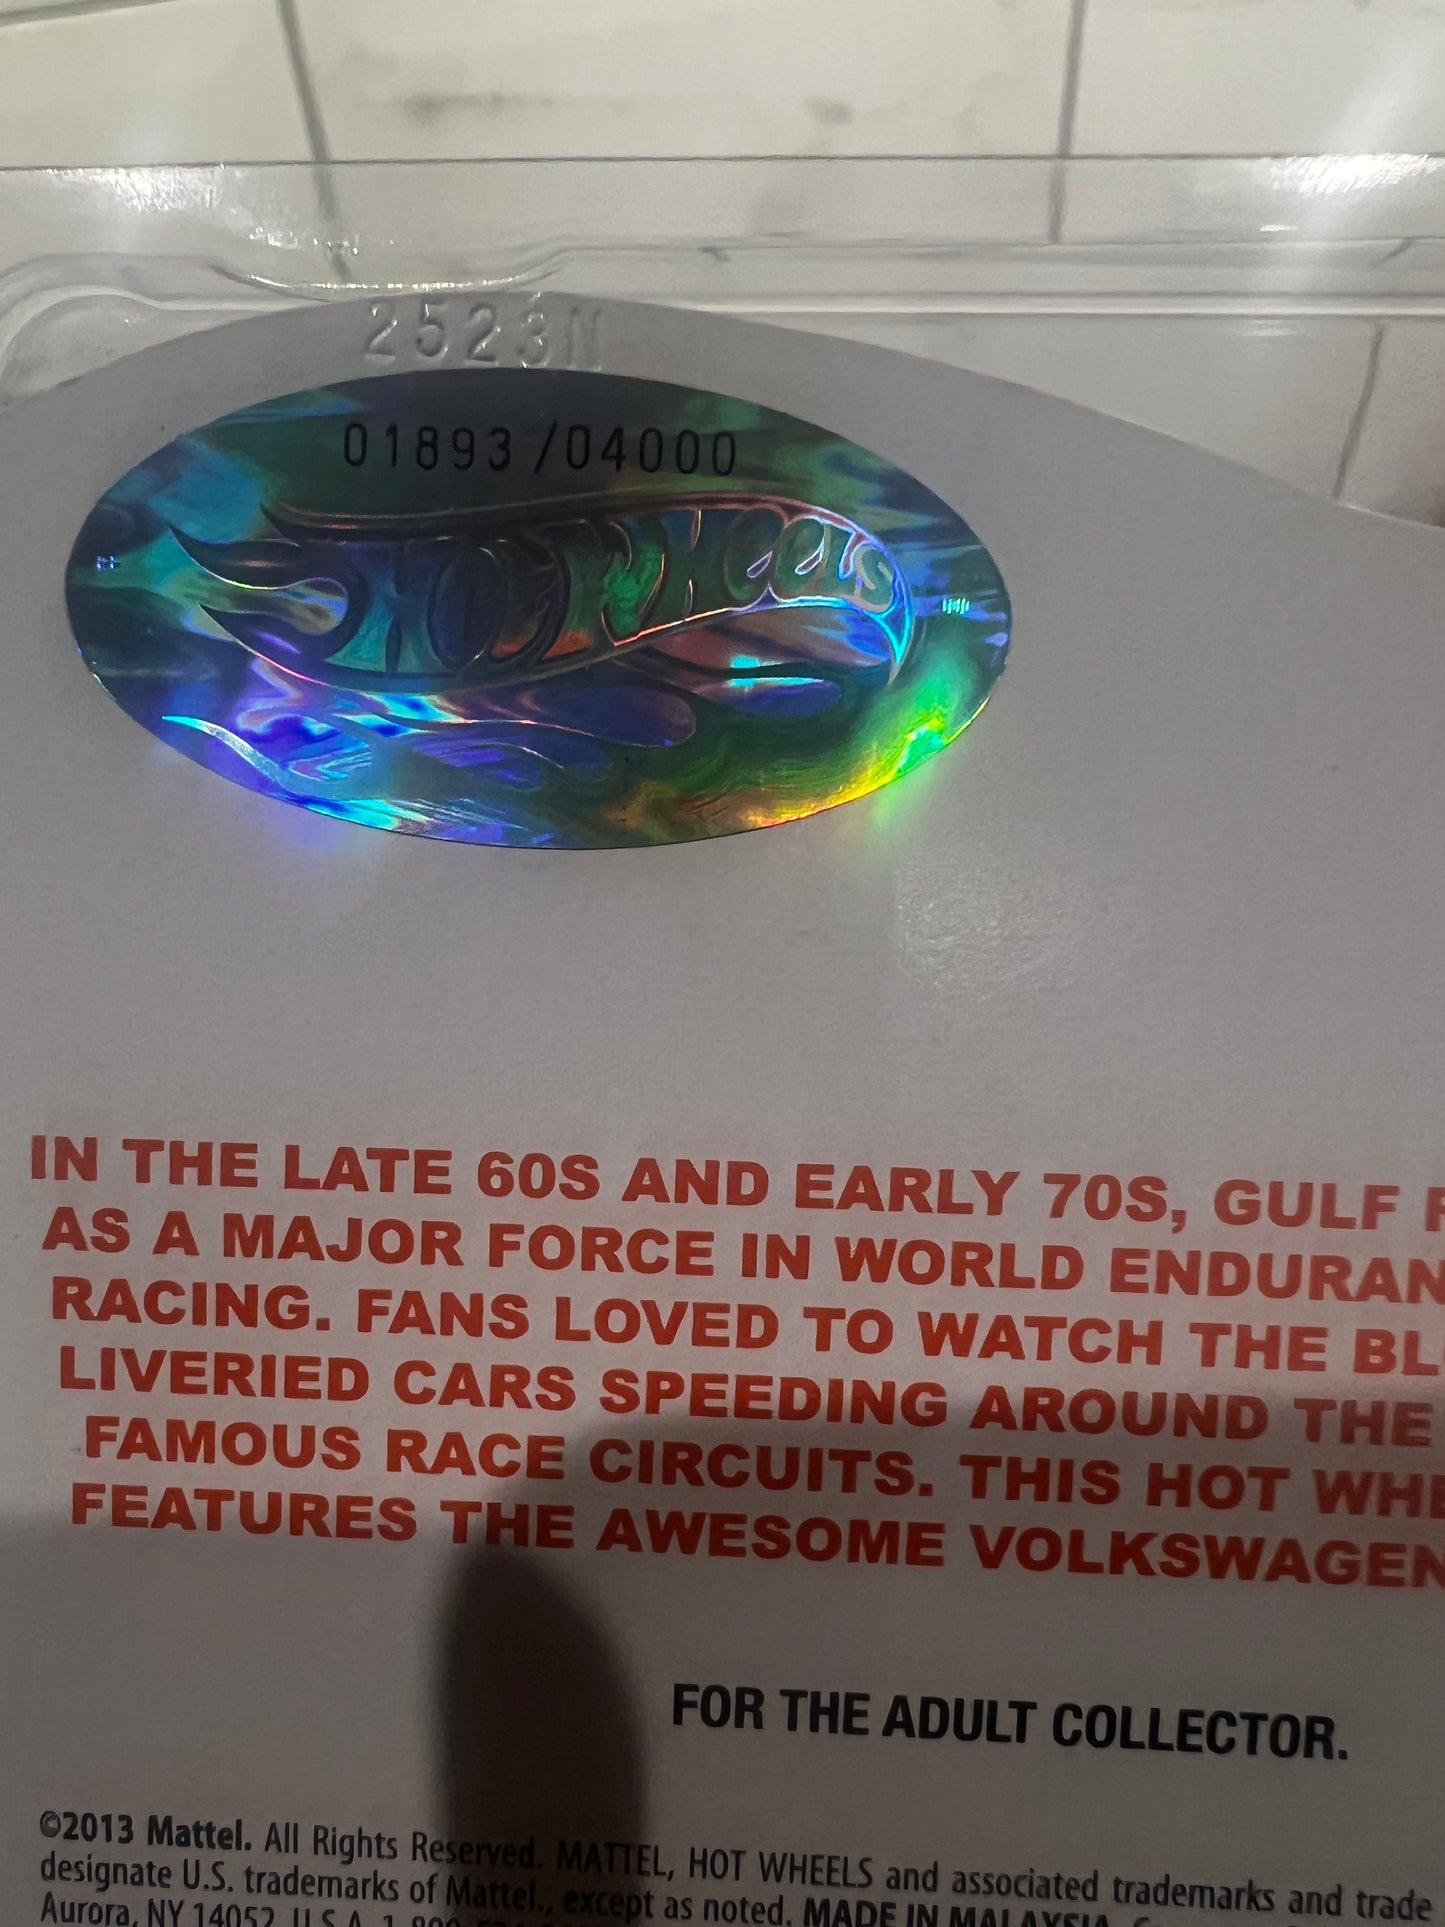 2523N
01893/04000
HOT WHEELS
IN THE LATE 60S AND EARLY 70S, GULF
AS A MAJOR FORCE IN WORLD ENDURAN
RACING. FANS LOVED TO WATCH THE BL
LIVERIED CARS SPEEDING AROUND THE
FAMOUS RACE CIRCUITS. THIS HOT WHE
FEATURES THE AWESOME VOLKSWAGEN
FOR THE ADULT COLLECTOR.
©2013 Mattel. All Rights Reserved. MATTEL, HOT WHEELS and associated trademarks and trade
designate U.S. trademarks of Mattel., except as noted. MADE IN MALAYSIA.
Aurora, NY 14052, U.S.A. 1-800